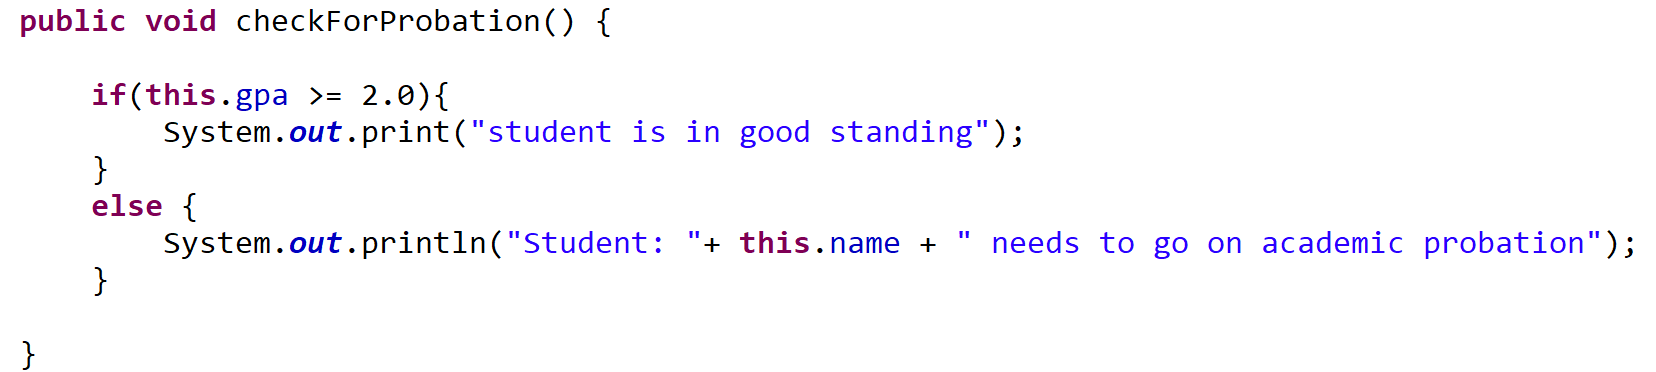 public void checkForProbation() {
if(this.gpa >= 2.0){
System.out.print("student is in good standing");
}
else {
System.out.println("Student: "+ this.name + " needs to go on academic probation");
}
}